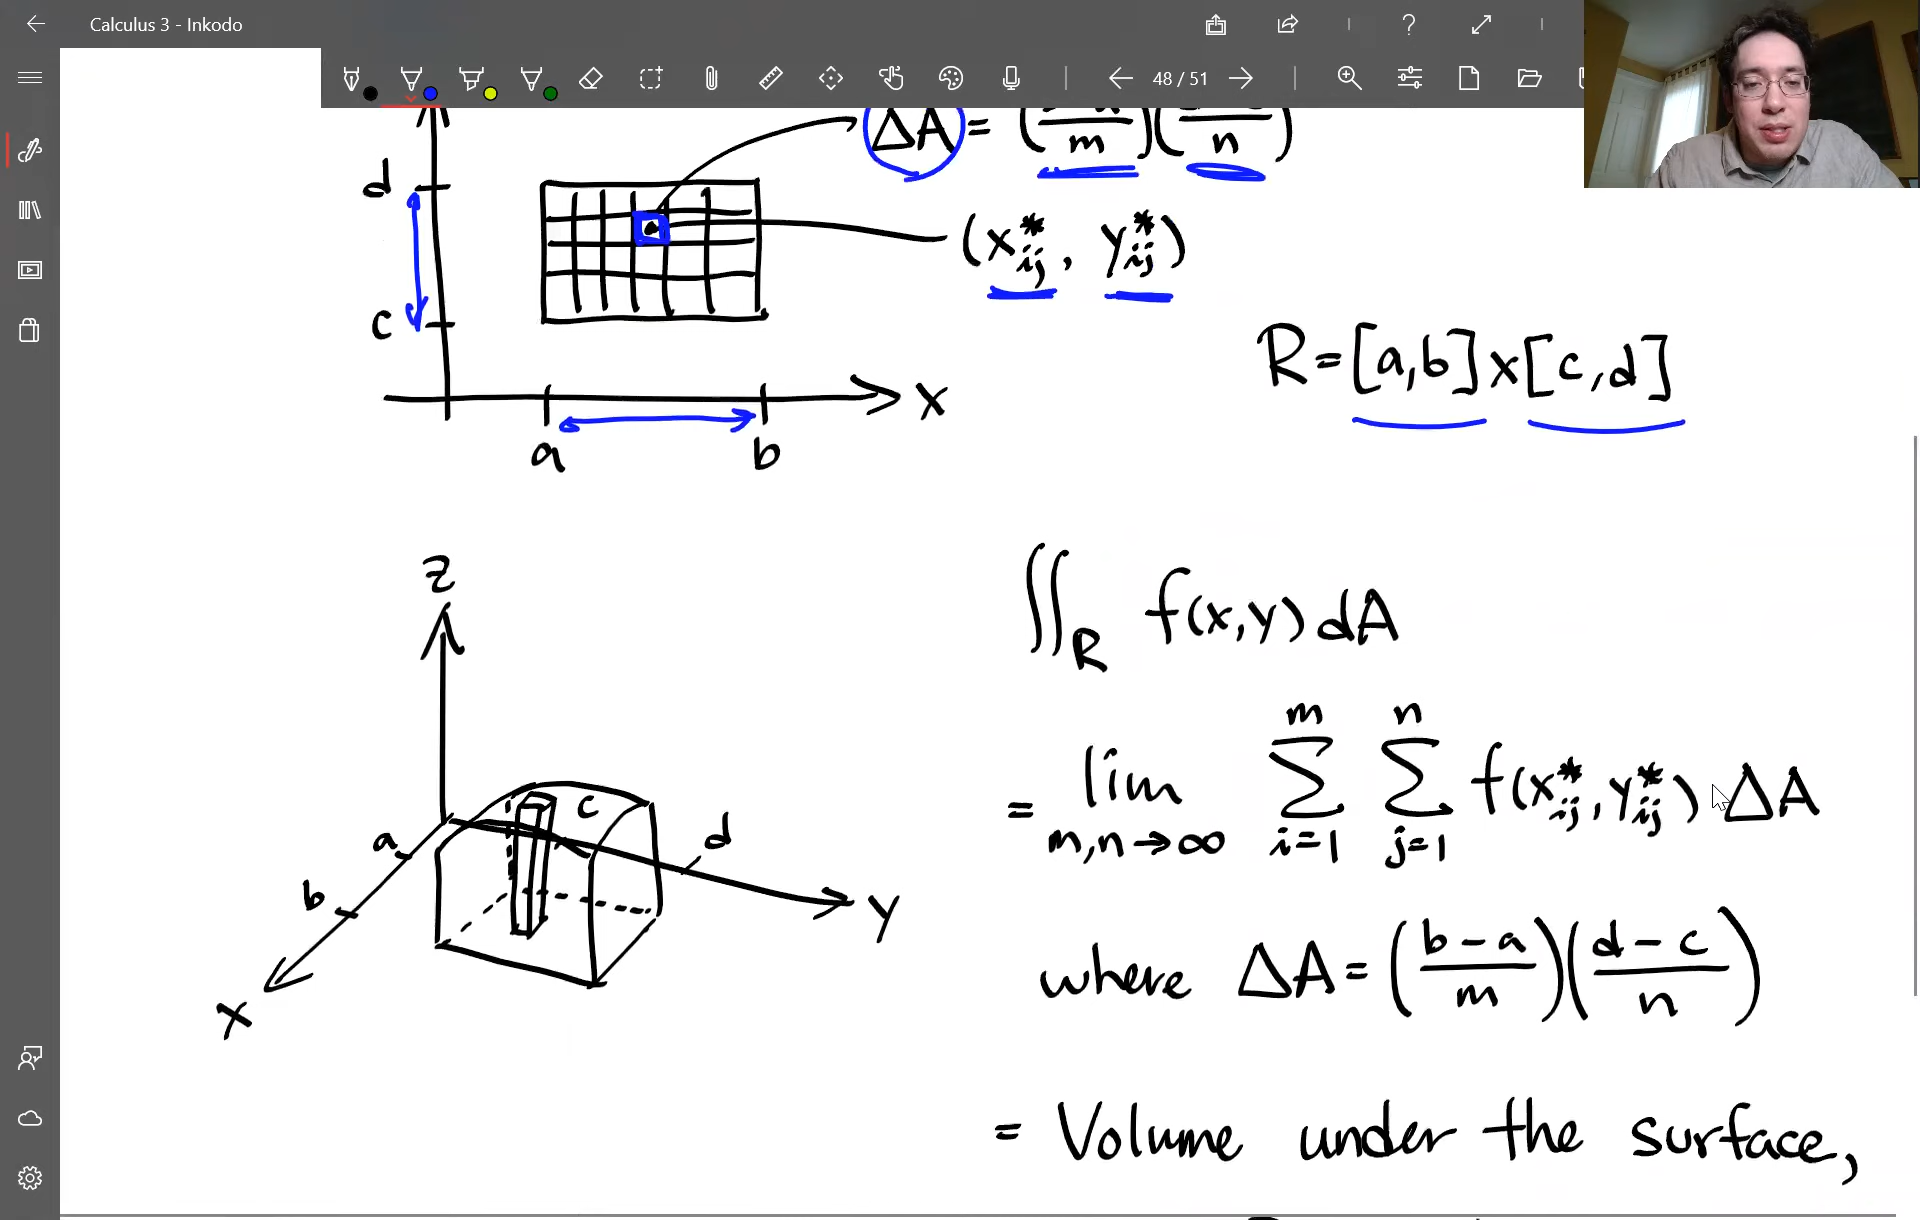 Calculus 3 - Inkodo
48 / 51
ΔA = (/m)(/n)
d
(x*ij, y*ij)
c
R = [a,b] x [c,d]
x
a b
z
∬R f(x,y) dA
= lim m,n→∞ Σ i=1 m Σ j=1 n f(x*ij, y*ij) ΔA
c
d
a
b
y
x
where ΔA = (b-a/m)(d-c/n)
= Volume under the surface,